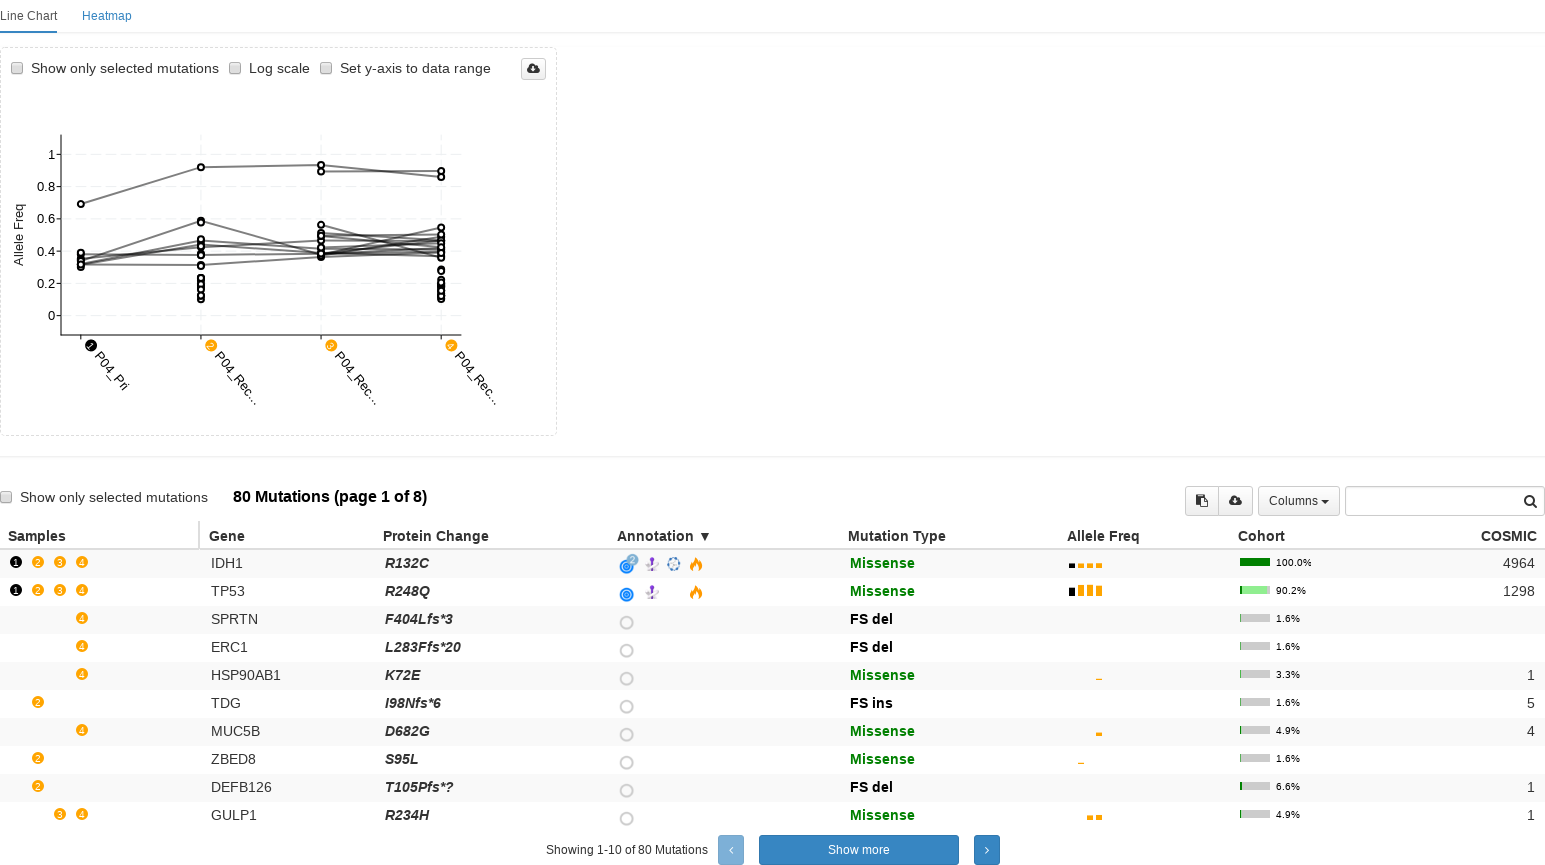 Line Chart Heatmap
Show only selected mutations Log scale Set y-axis to data range
1
0.8
0.6
0.4
0.2
0
Allele Freq
1 P04_Pri
2 P04_Rec...
3 P04_Rec...
4 P04_Rec...
Show only selected mutations 80 Mutations (page 1 of 8) Columns
Samples Gene Protein Change Annotation ▼ Mutation Type Allele Freq Cohort COSMIC
1 2 3 4 IDH1 R132C 2 Missense 100.0% 4964
1 2 3 4 TP53 R248Q Missense 90.2% 1298
4 SPRTN F404Lfs*3 FS del 1.6%
4 ERC1 L283Ffs*20 FS del 1.6%
4 HSP90AB1 K72E Missense 3.3% 1
2 TDG I98Nfs*6 FS ins 1.6% 5
4 MUC5B D682G Missense 4.9% 4
2 ZBED8 S95L Missense 1.6%
2 DEFB126 T105Pfs*? FS del 6.6% 1
3 4 GULP1 R234H Missense 4.9% 1
Showing 1-10 of 80 Mutations ‹ Show more ›